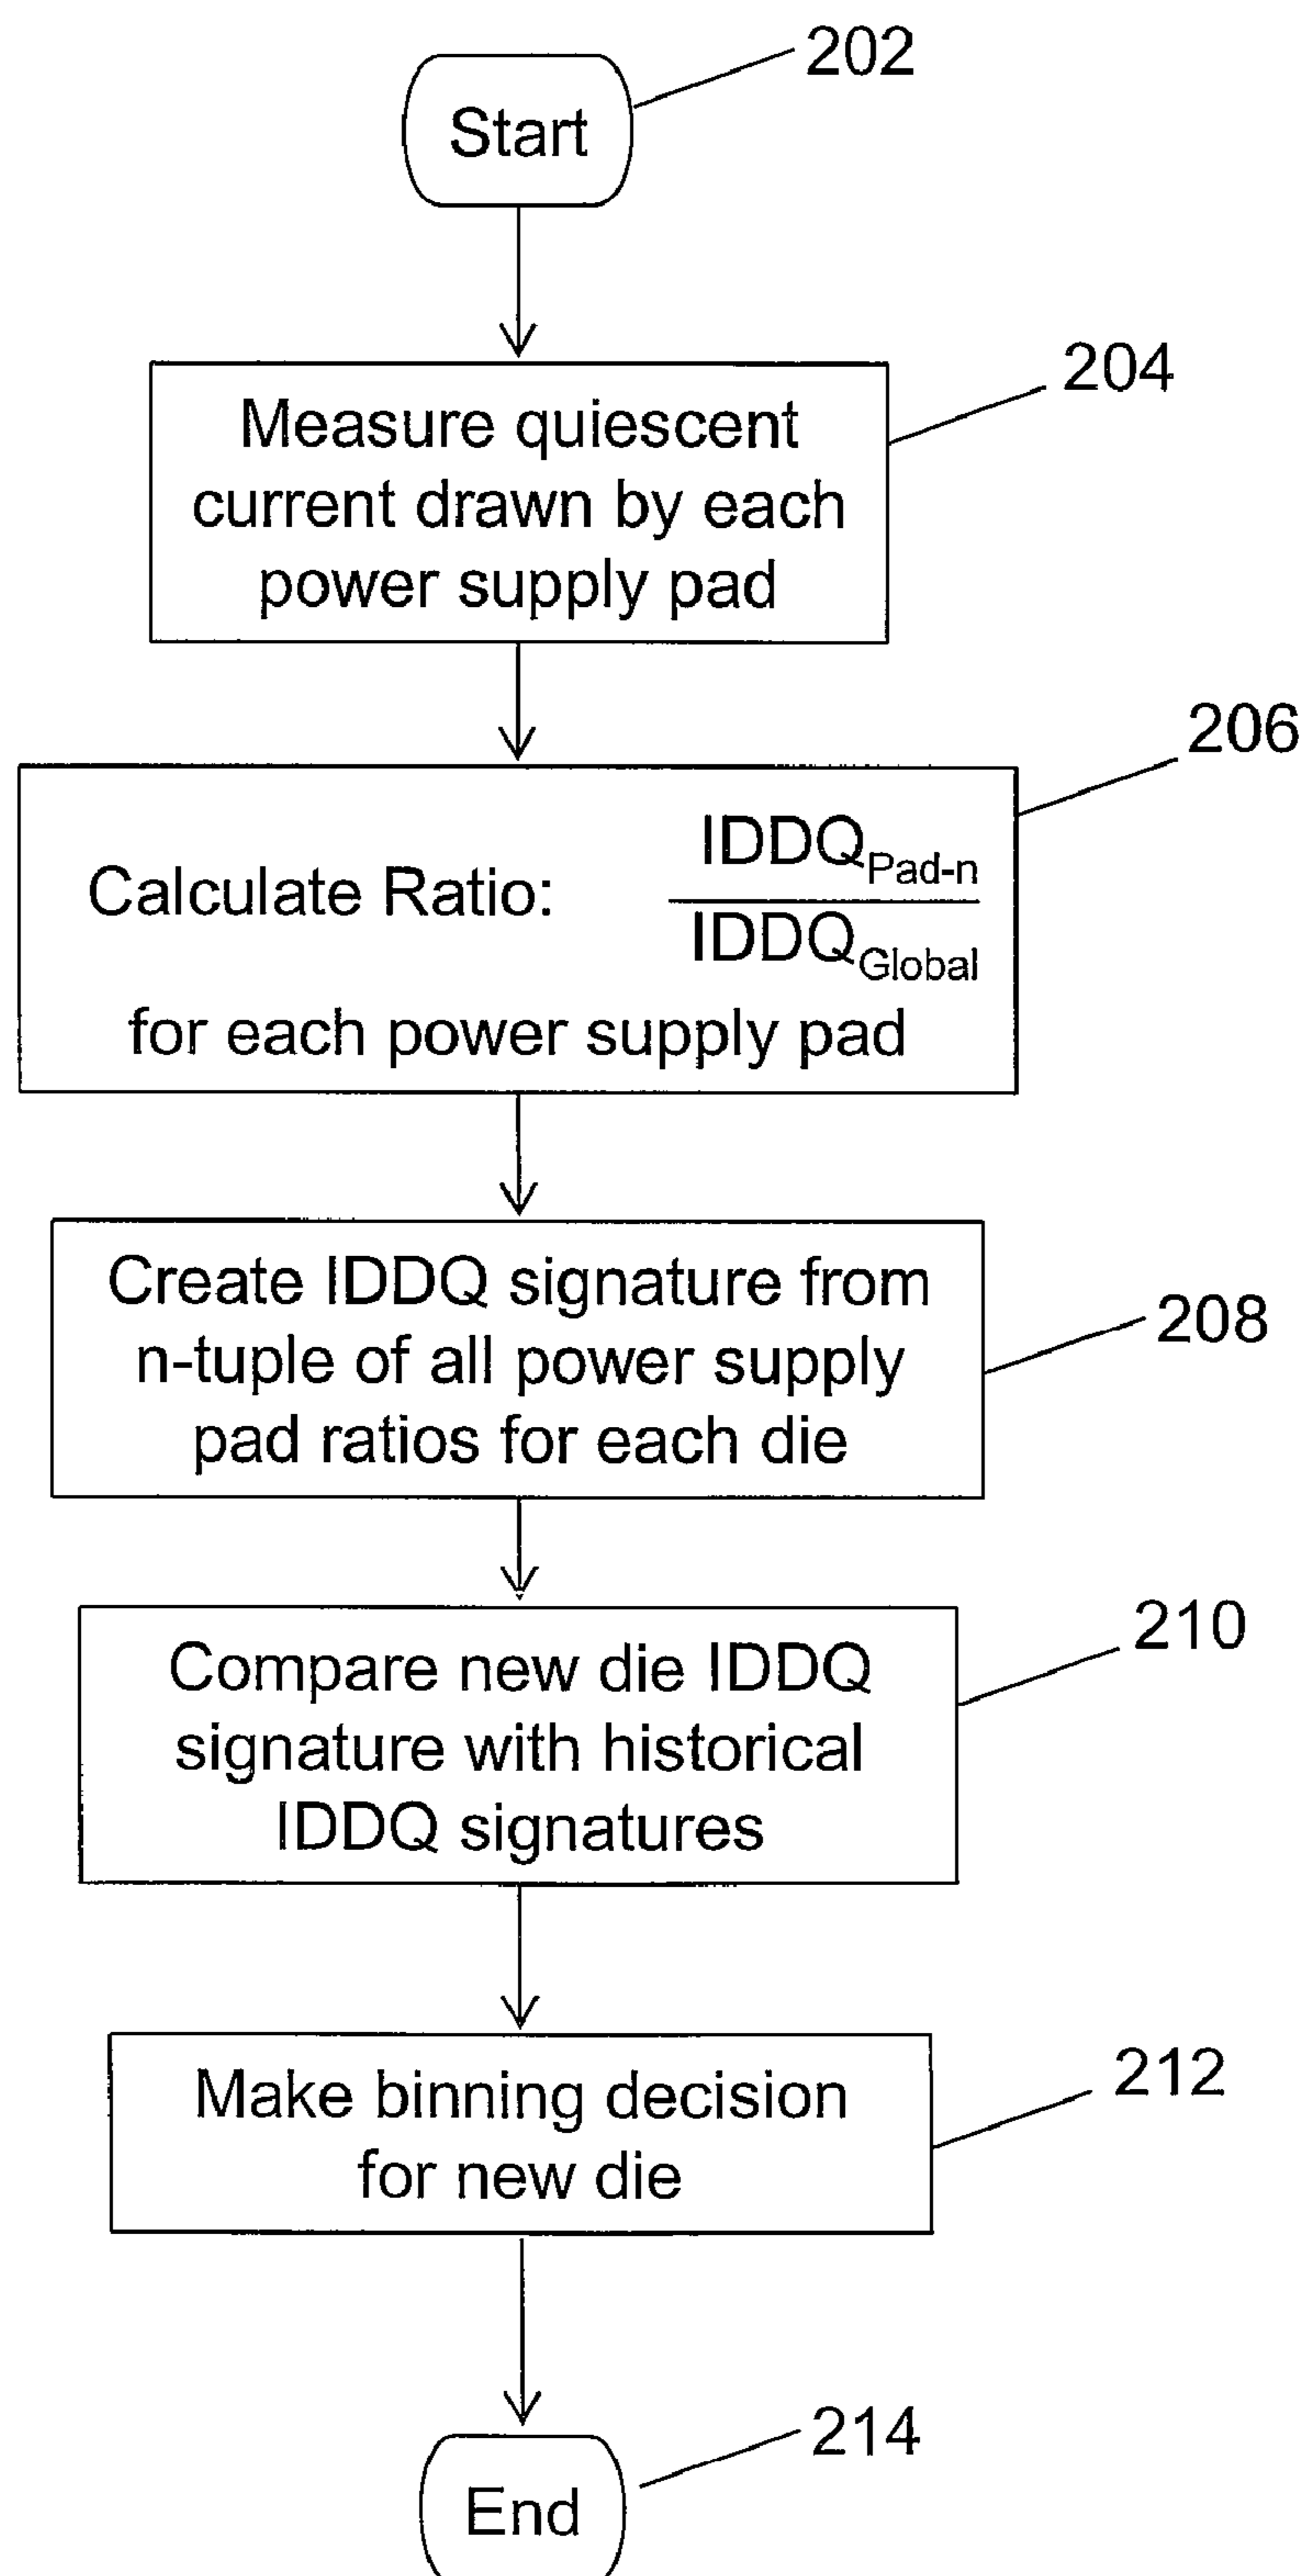 202
Start
204
Measure quiescent
current drawn by each
power supply pad
206
Calculate Ratio: IDDQPad-n
IDDQGlobal
for each power supply pad
208
Create IDDQ signature from
n-tuple of all power supply
pad ratios for each die
210
Compare new die IDDQ
signature with historical
IDDQ signatures
212
Make binning decision
for new die
214
End